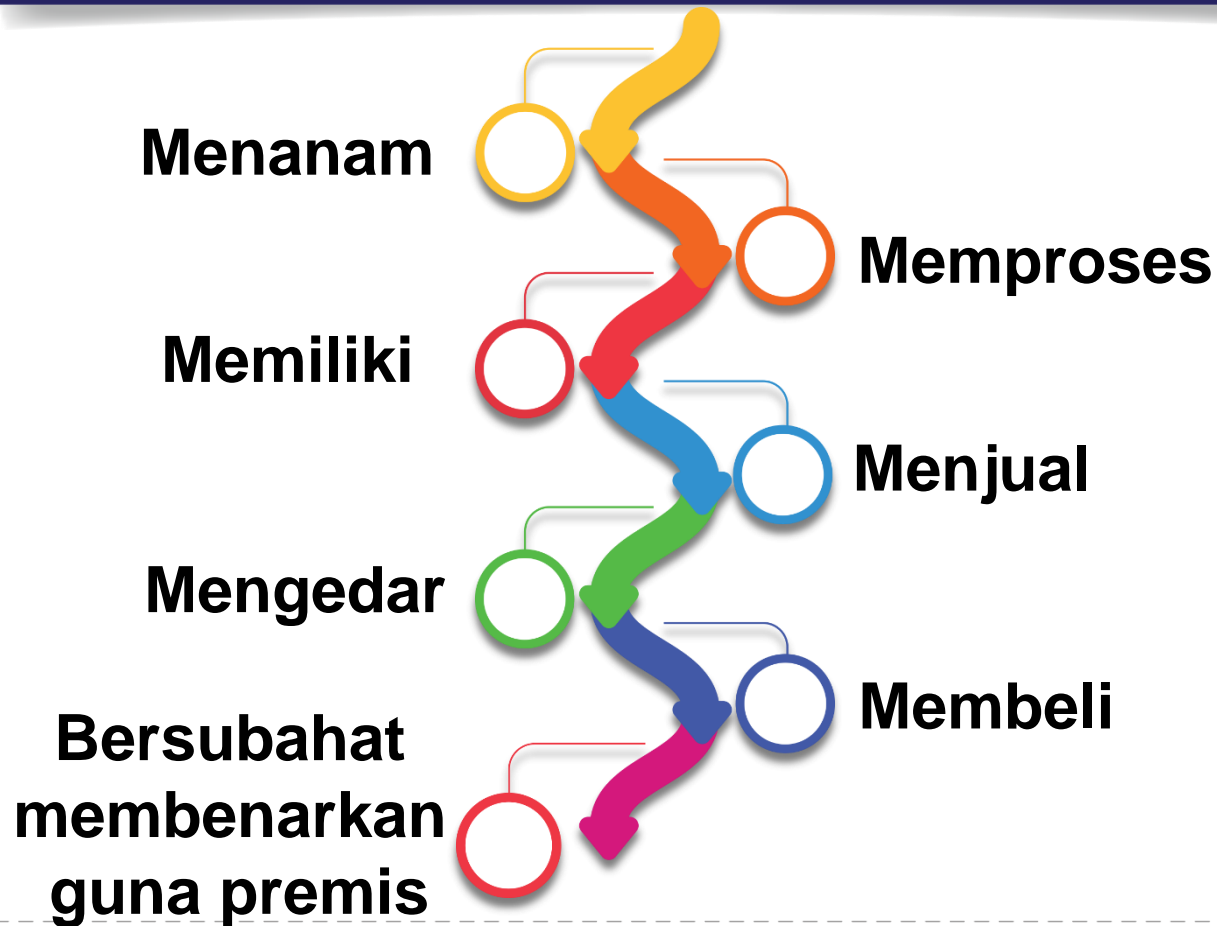 Menanam
Memproses
Memiliki
Menjual
Mengedar
Membeli
Bersubahat
membenarkan
guna premis